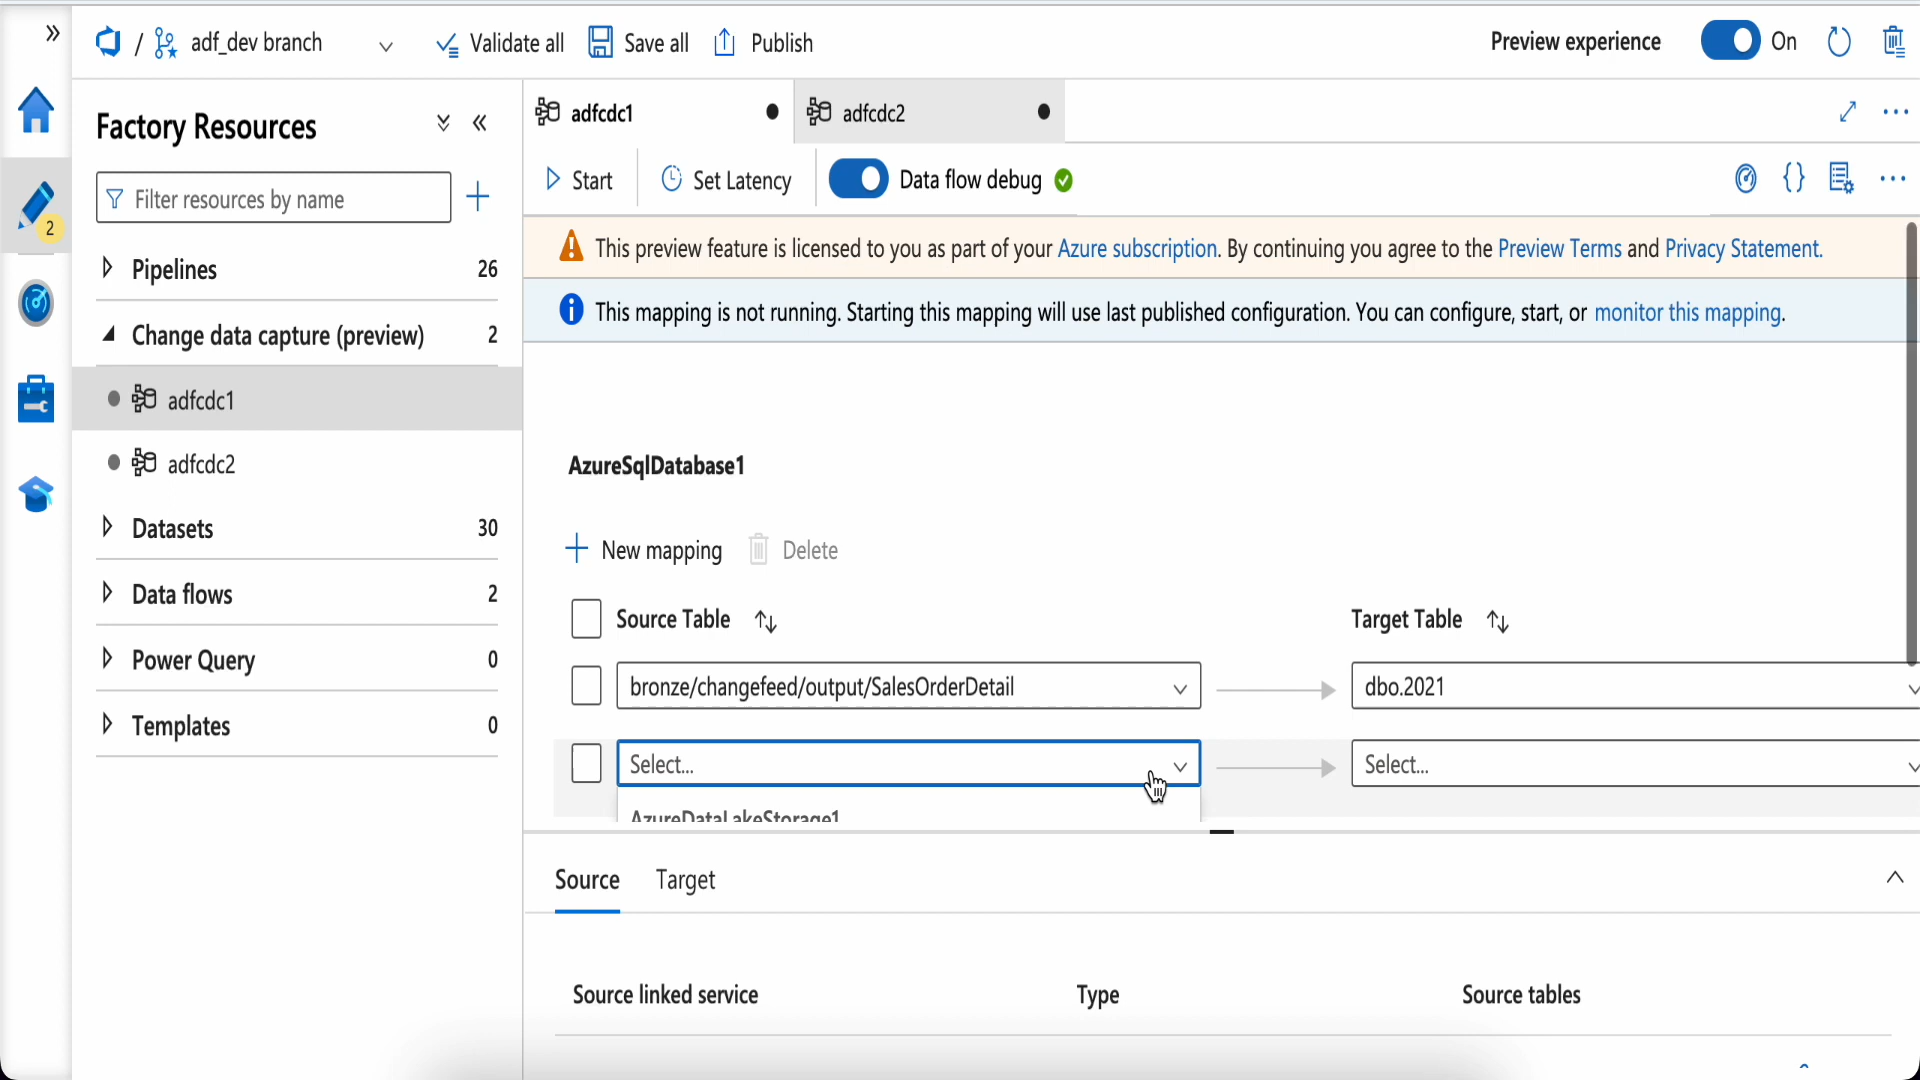 / adf_dev branch Validate all Save all Publish Preview experience On
Factory Resources
Filter resources by name
2
Pipelines 26
Change data capture (preview) 2
adfcdc1
adfcdc2
Datasets 30
Data flows 2
Power Query 0
Templates 0
adfcdc1 adfcdc2
Start Set Latency Data flow debug {}
This preview feature is licensed to you as part of your Azure subscription. By continuing you agree to the Preview Terms and Privacy Statement.
This mapping is not running. Starting this mapping will use last published configuration. You can configure, start, or monitor this mapping.
AzureSqlDatabase1
New mapping Delete
Source Table Target Table
bronze/changefeed/output/SalesOrderDetail dbo.2021
Select... Select...
AzureDataLakeStorage1
Source Target
Source linked service Type Source tables